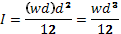 I = (wd)d²/12 = wd³/12